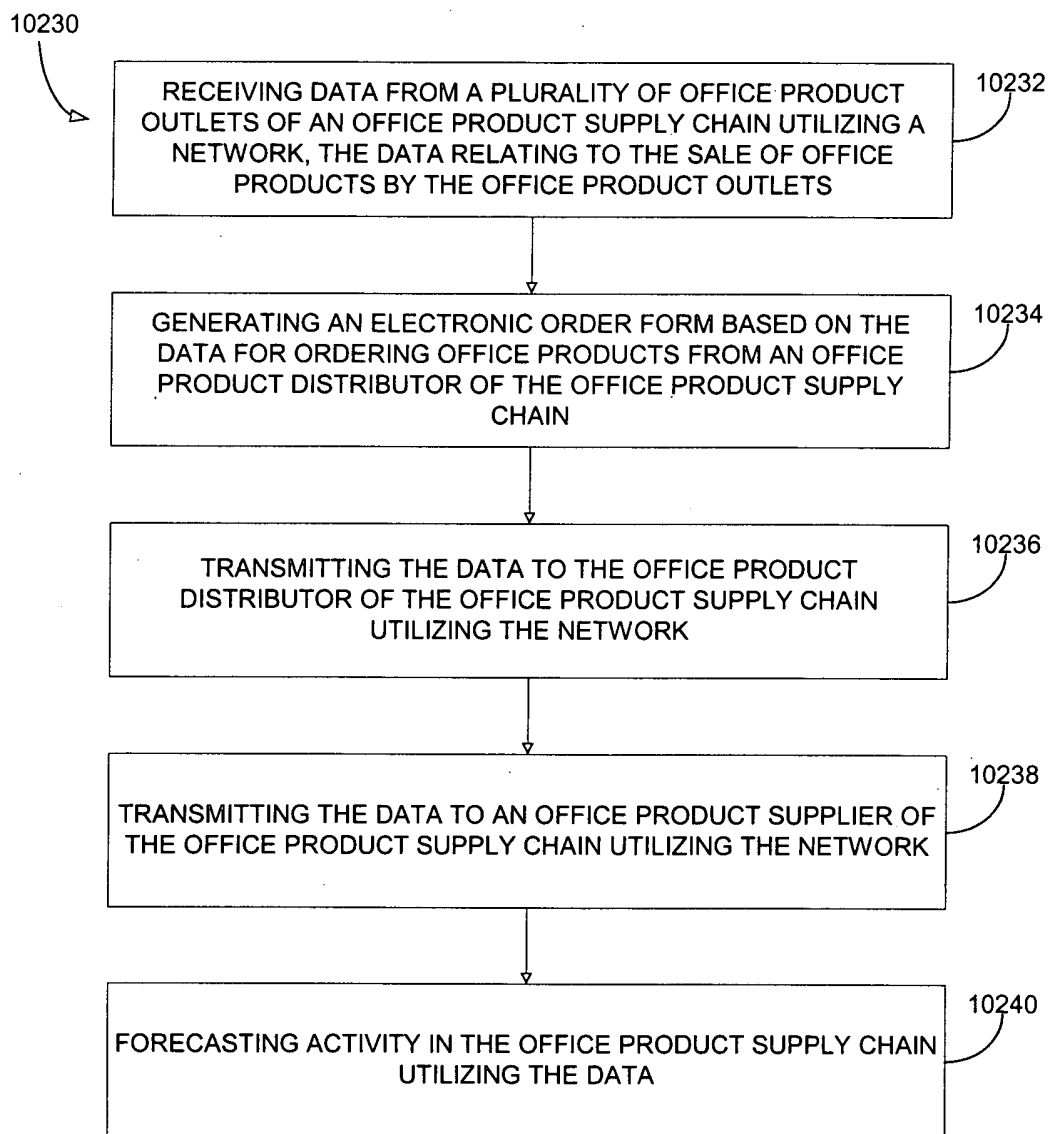 10230
RECEIVING DATA FROM A PLURALITY OF OFFICE PRODUCT
OUTLETS OF AN OFFICE PRODUCT SUPPLY CHAIN UTILIZING A
NETWORK, THE DATA RELATING TO THE SALE OF OFFICE
PRODUCTS BY THE OFFICE PRODUCT OUTLETS
10232
GENERATING AN ELECTRONIC ORDER FORM BASED ON THE
DATA FOR ORDERING OFFICE PRODUCTS FROM AN OFFICE
PRODUCT DISTRIBUTOR OF THE OFFICE PRODUCT SUPPLY
CHAIN
10234
TRANSMITTING THE DATA TO THE OFFICE PRODUCT
DISTRIBUTOR OF THE OFFICE PRODUCT SUPPLY CHAIN
UTILIZING THE NETWORK
10236
TRANSMITTING THE DATA TO AN OFFICE PRODUCT SUPPLIER OF
THE OFFICE PRODUCT SUPPLY CHAIN UTILIZING THE NETWORK
10238
FORECASTING ACTIVITY IN THE OFFICE PRODUCT SUPPLY CHAIN
UTILIZING THE DATA
10240